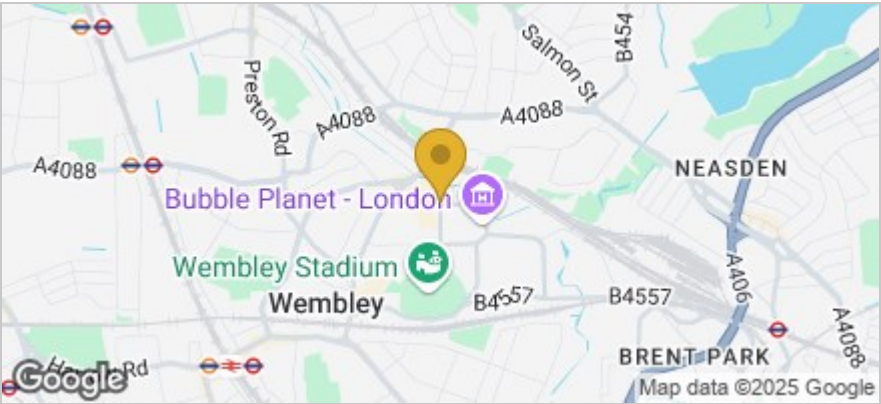 Salmon St
B454
Preston Rd
A4088
A4088
A4088
NEASDEN
Bubble Planet - London
Wembley Stadium
A406
Wembley
B4557
B4557
A4088
BRENT PARK
Rd
Google
Map data ©2025 Google